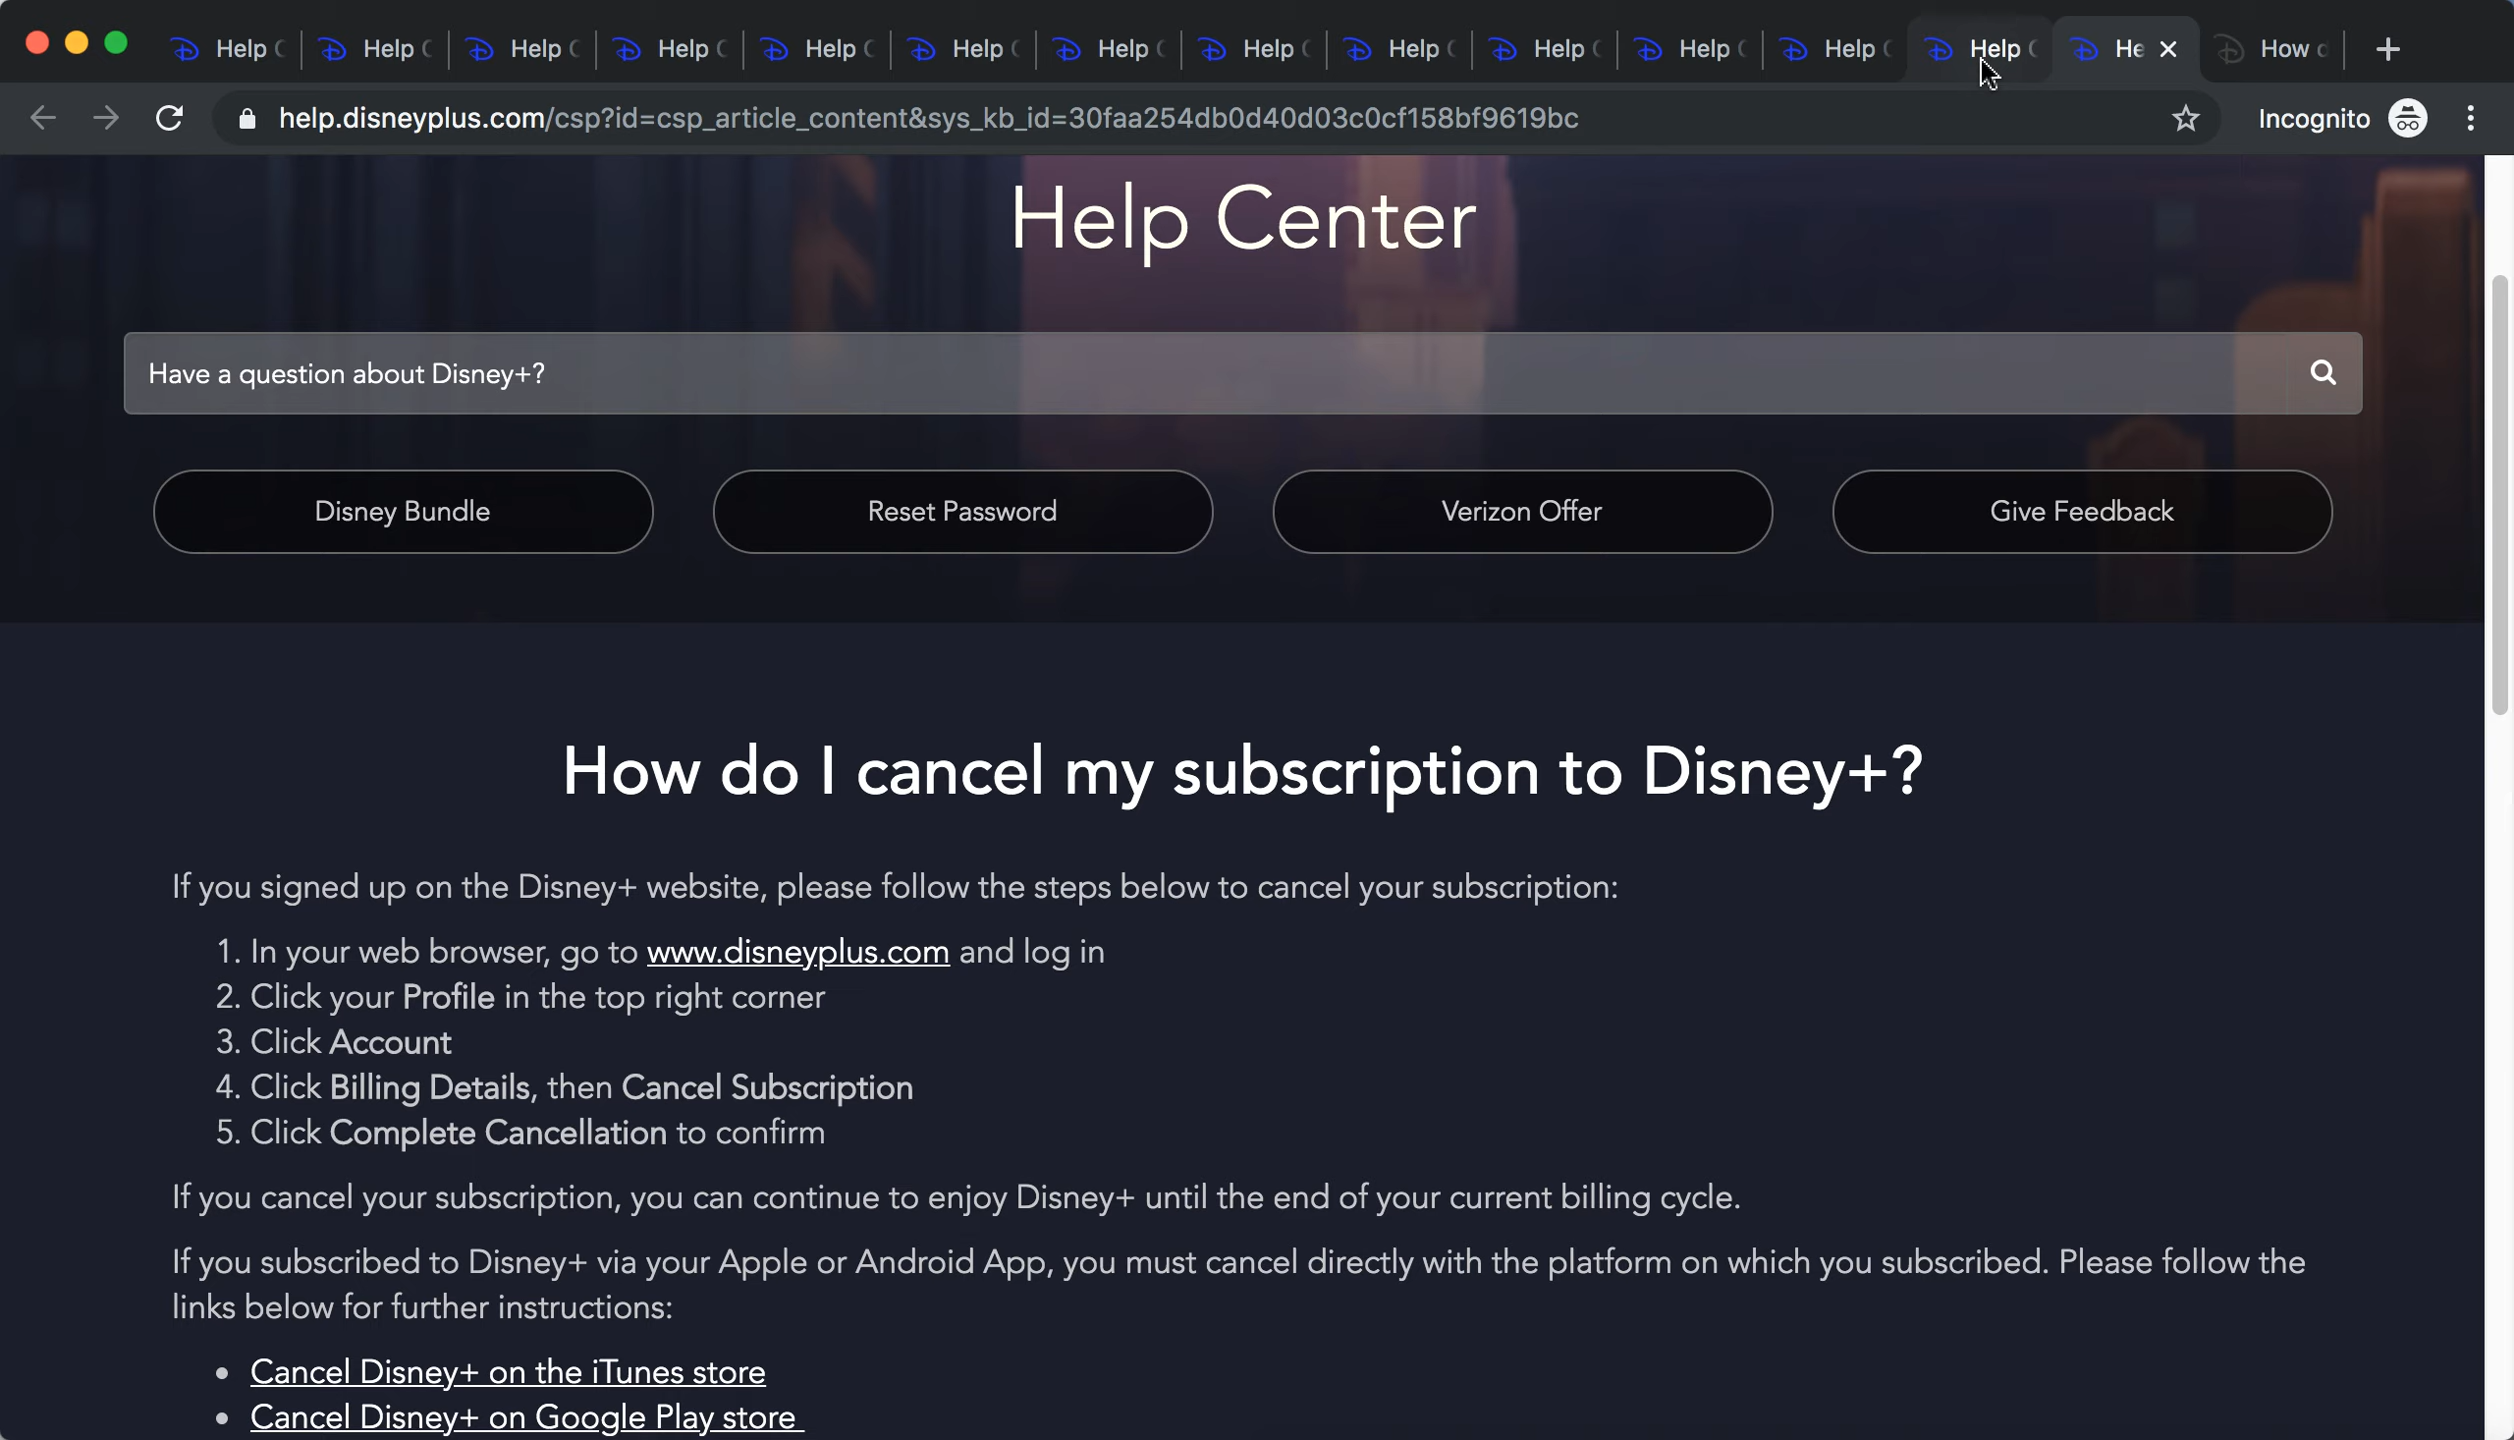 Help Help Help Help Help Help Help Help Help Help Help Help Help He How
help.disneyplus.com/csp?id=csp_article_content&sys_kb_id=30faa254db0d40d03c0cf158bf9619bc Incognito
Help Center
Have a question about Disney+?
Disney Bundle Reset Password Verizon Offer Give Feedback
How do I cancel my subscription to Disney+?
If you signed up on the Disney+ website, please follow the steps below to cancel your subscription:
1. In your web browser, go to www.disneyplus.com and log in
2. Click your Profile in the top right corner
3. Click Account
4. Click Billing Details, then Cancel Subscription
5. Click Complete Cancellation to confirm
If you cancel your subscription, you can continue to enjoy Disney+ until the end of your current billing cycle.
If you subscribed to Disney+ via your Apple or Android App, you must cancel directly with the platform on which you subscribed. Please follow the
links below for further instructions:
• Cancel Disney+ on the iTunes store
• Cancel Disney+ on Google Play store